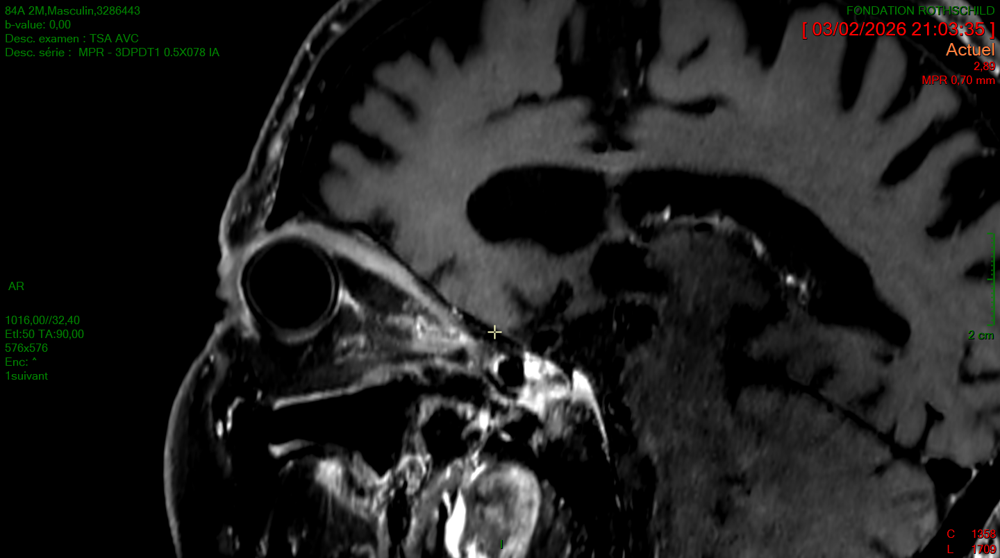 84A 2M,Masculin,3286443
b-value: 0,00
Desc. examen : TSA AVC
Desc. série : MPR - 3DPDT1 0.5X078 IA
FONDATION ROTHSCHILD
[ 03/02/2026 21:03:35 ]
Actuel
2,89
MPR 0,70 mm
AR
1016,00//32,40
Etl:50 TA:90,00
576x576
Enc: ^
1suivant
2 cm
I
C 1358
L 1709